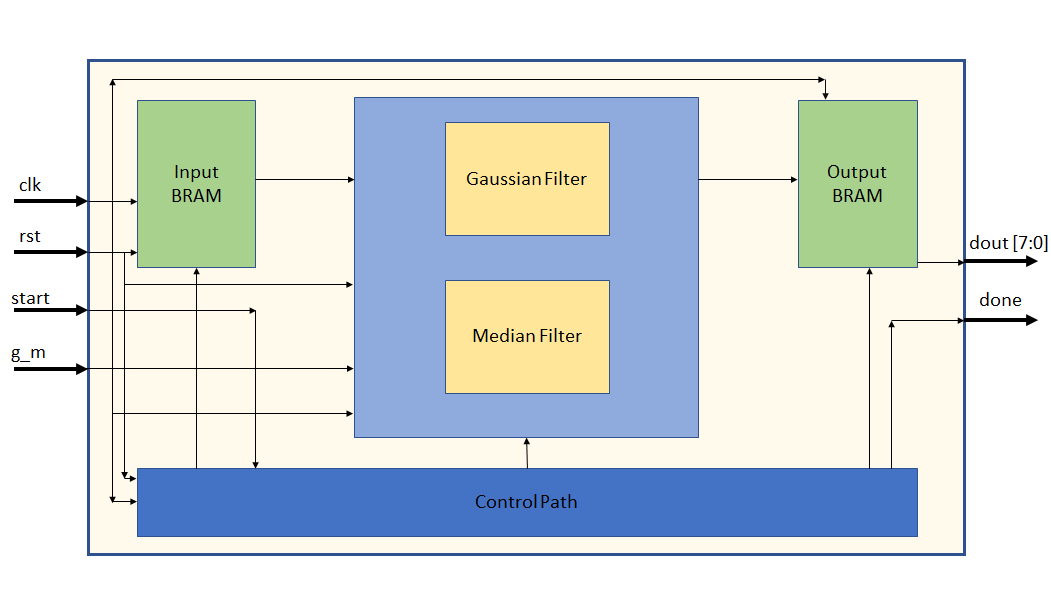 clk
rst
start
g_m
Input
BRAM
Gaussian Filter
Median Filter
Output
BRAM
dout [7:0]
done
Control Path